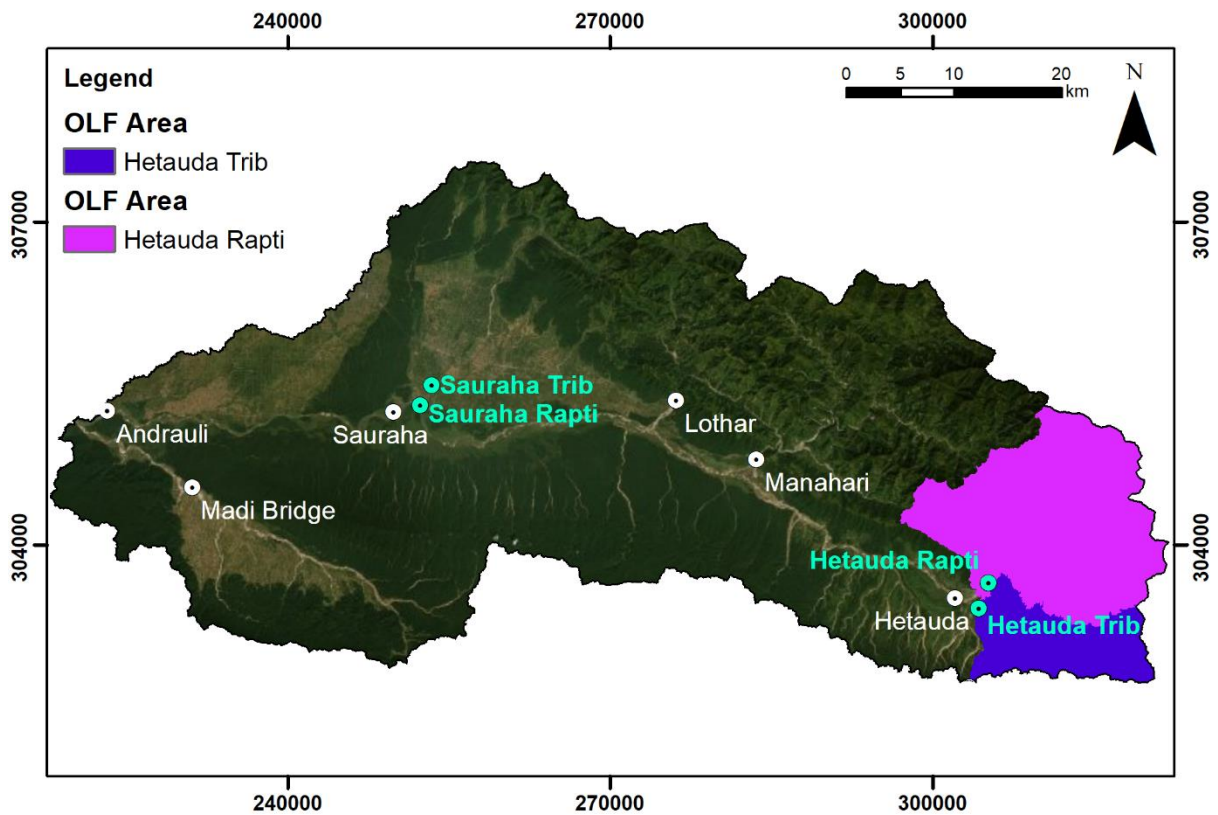 240000
270000
300000
Legend
OLF Area
Hetauda Trib
OLF Area
Hetauda Rapti
0 5 10 20
km
N
307000
307000
Sauraha Trib
Sauraha Rapti
Andrauli
Sauraha
Lothar
Manahari
Madi Bridge
304000
304000
Hetauda Rapti
Hetauda
Hetauda Trib
240000
270000
300000